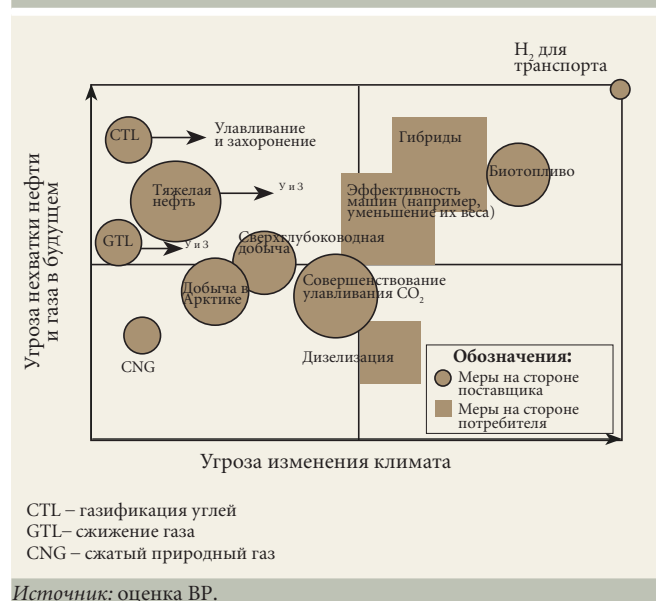 H₂ для
транспорта
CTL
Улавливание
и захоронение
Гибриды
Биотопливо
Тяжелая
нефть
У и З
Эффективность
машин (например,
уменьшение их веса)
GTL
У и З
Сверхглубоководная
добыча
Добыча в
Арктике
Совершенствование
улавливания CO₂
CNG
Дизелизация
Обозначения:
Меры на стороне
поставщика
Меры на стороне
потребителя
Угроза нехватки нефти
и газа в будущем
Угроза изменения климата
CTL – газификация углей
GTL– сжижение газа
CNG – сжатый природный газ
Источник: оценка BP.